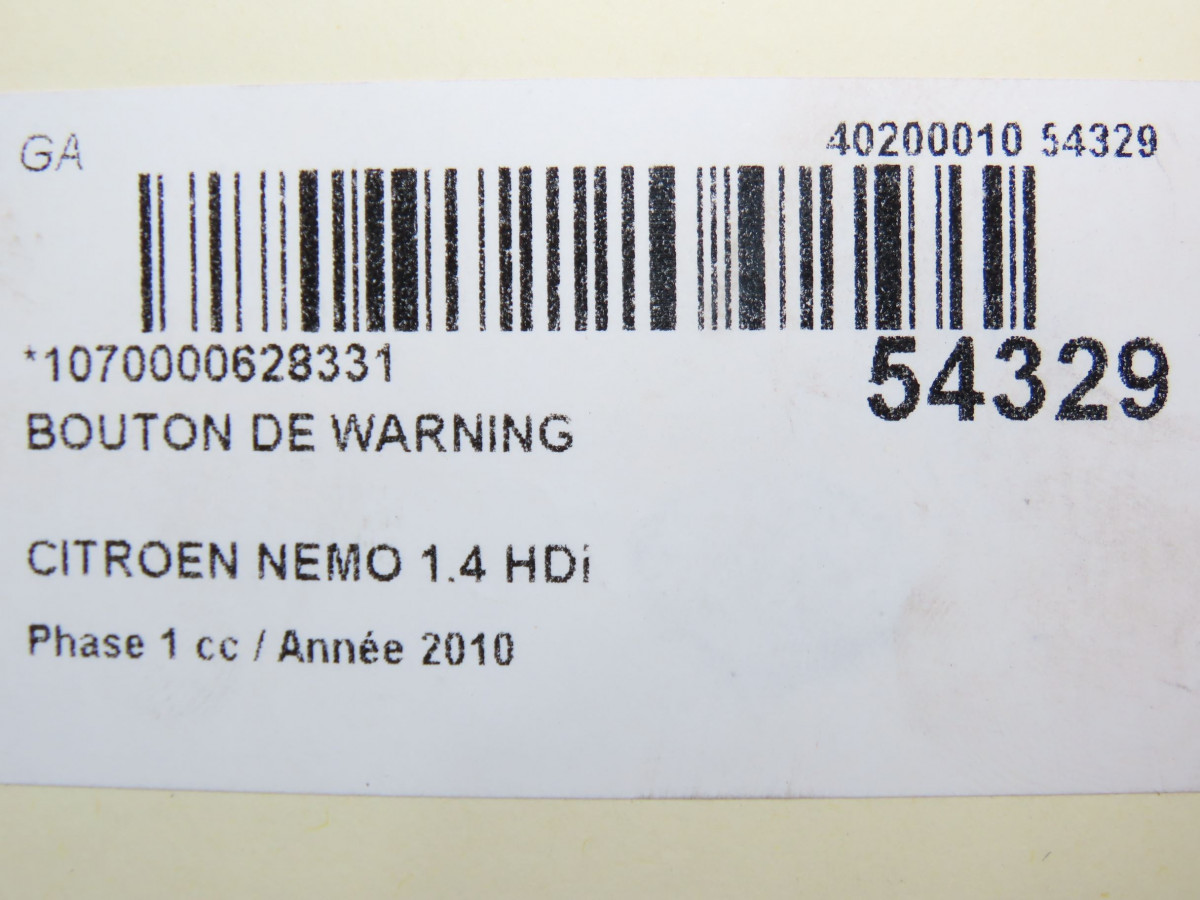 GA
40200010 54329
*1070000628331
54329
BOUTON DE WARNING
CITROEN NEMO 1.4 HDi
Phase 1 cc / Année 2010